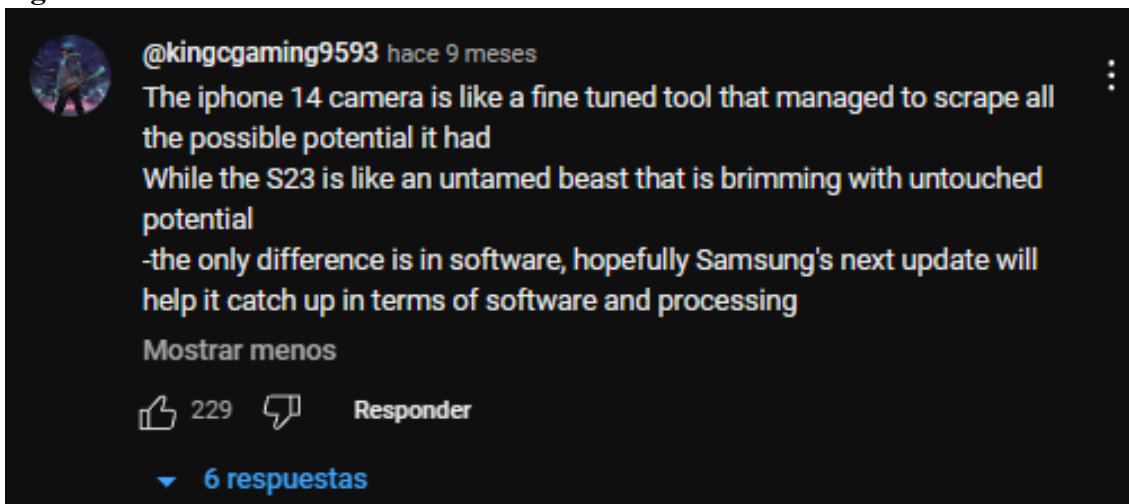 @kingcgaming9593 hace 9 meses
The iphone 14 camera is like a fine tuned tool that managed to scrape all
the possible potential it had
While the S23 is like an untamed beast that is brimming with untouched
potential
-the only difference is in software, hopefully Samsung's next update will
help it catch up in terms of software and processing
Mostrar menos
229 Responder
6 respuestas